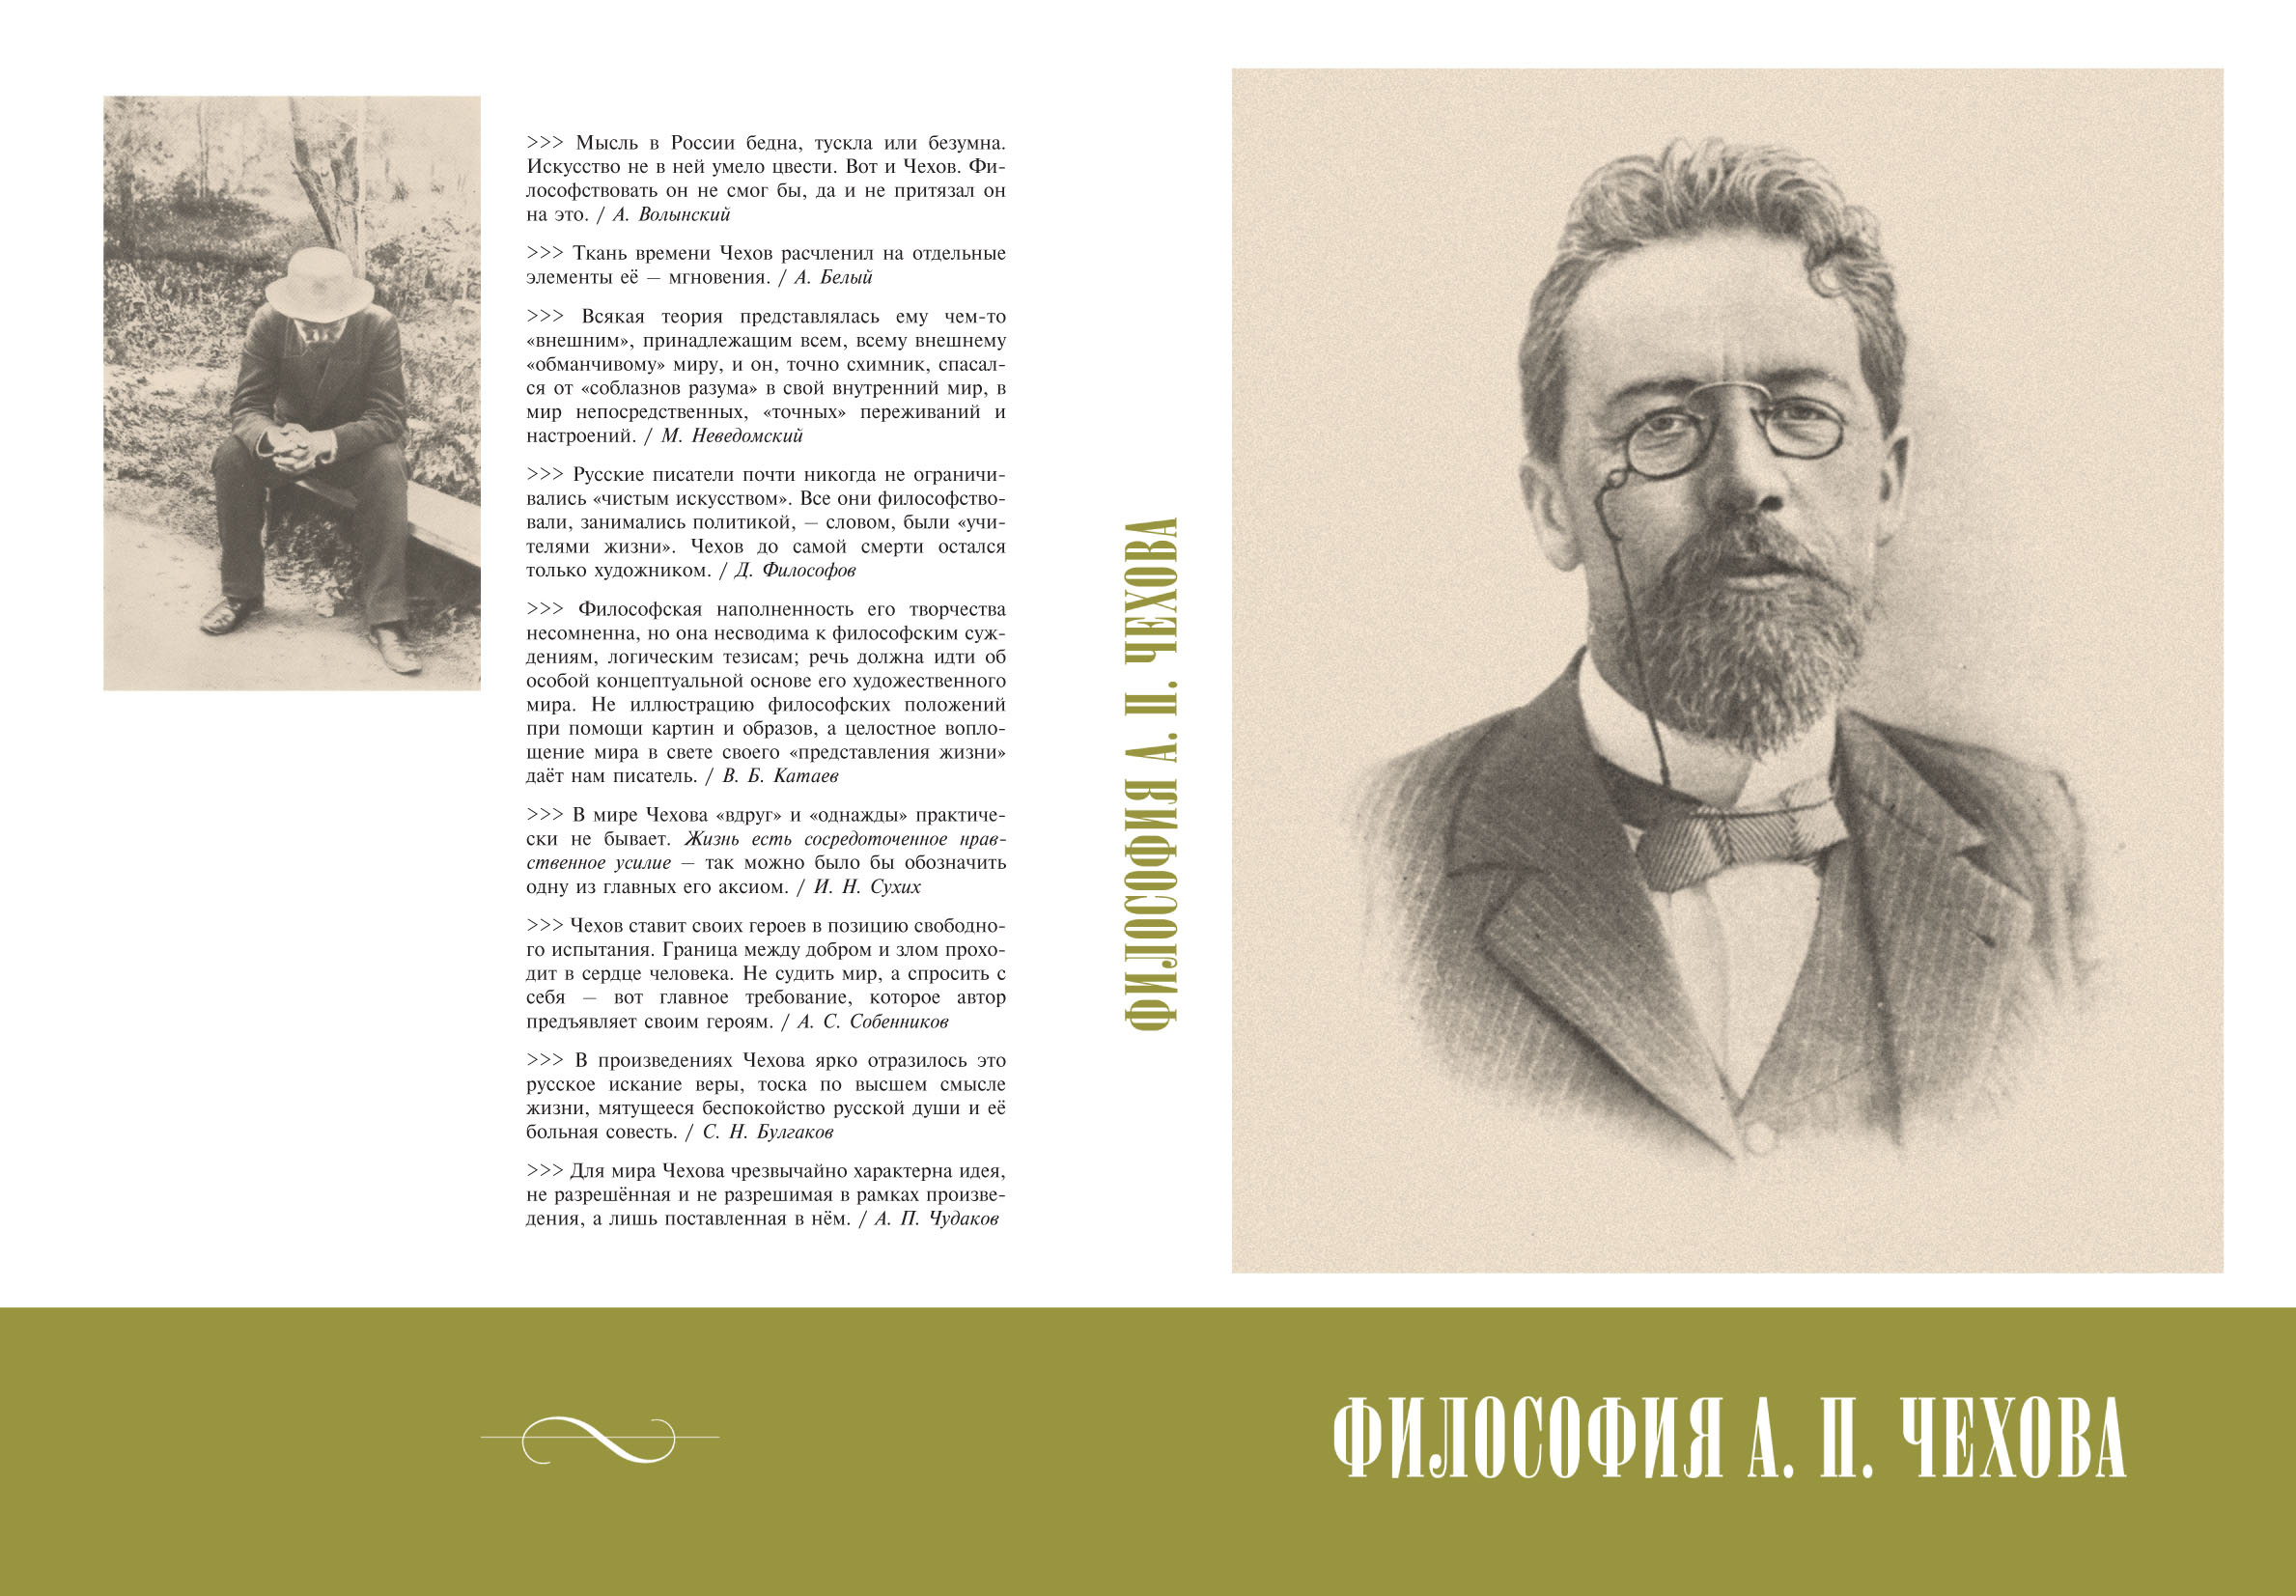 >>> Мысль в России бедна, тускла или безумна.
Искусство не в ней умело цвести. Вот и Чехов. Фи-
лософствовать он не смог бы, да и не притязал он
на это. / А. Волынский
>>> Ткань времени Чехов расчленил на отдельные
элементы её – мгновения. / А. Белый
>>> Всякая теория представлялась ему чем-то
«внешним», принадлежащим всем, всему внешнему
«обманчивому» миру, и он, точно схимник, спасал-
ся от «соблазнов разума» в свой внутренний мир, в
мир непосредственных, «точных» переживаний и
настроений. / М. Неведомский
>>> Русские писатели почти никогда не ограничи-
вались «чистым искусством». Все они философство-
вали, занимались политикой, – словом, были «учи-
телями жизни». Чехов до самой смерти остался
только художником. / Д. Философов
>>> Философская наполненность его творчества
несомненна, но она несводима к философским суж-
дениям, логическим тезисам; речь должна идти об
особой концептуальной основе его художественного
мира. Не иллюстрацию философских положений
при помощи картин и образов, а целостное вопло-
щение мира в свете своего «представления жизни»
даёт нам писатель. / В. Б. Катаев
>>> В мире Чехова «вдруг» и «однажды» практиче-
ски не бывает. Жизнь есть сосредоточенное нрав-
ственное усилие – так можно было бы обозначить
одну из главных его аксиом. / И. Н. Сухих
>>> Чехов ставит своих героев в позицию свободно-
го испытания. Граница между добром и злом прохо-
дит в сердце человека. Не судить мир, а спросить с
себя – вот главное требование, которое автор
предъявляет своим героям. / А. С. Собенников
>>> В произведениях Чехова ярко отразилось это
русское искание веры, тоска по высшем смысле
жизни, мятущееся беспокойство русской души и её
больная совесть. / С. Н. Булгаков
>>> Для мира Чехова чрезвычайно характерна идея,
не разрешённая и не разрешимая в рамках произве-
дения, а лишь поставленная в нём. / А. П. Чудаков
ФИЛОСОФИЯ А. П. ЧЕХОВА
ФИЛОСОФИЯ А. П. ЧЕХОВА